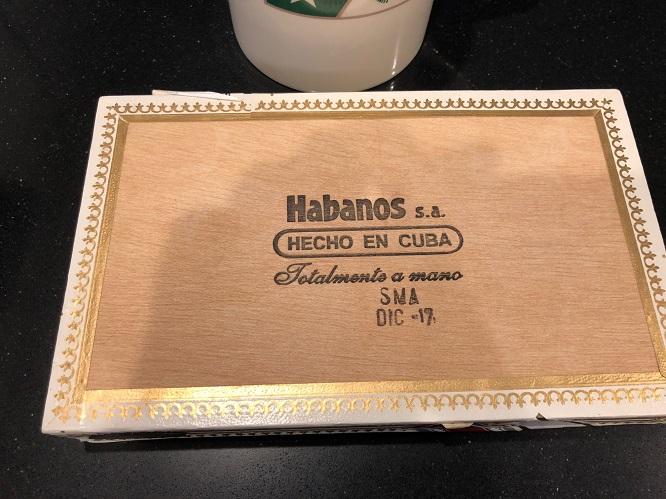 Habanos s.a.
HECHO EN CUBA
Totalmente a mano
SMA
DIC -17